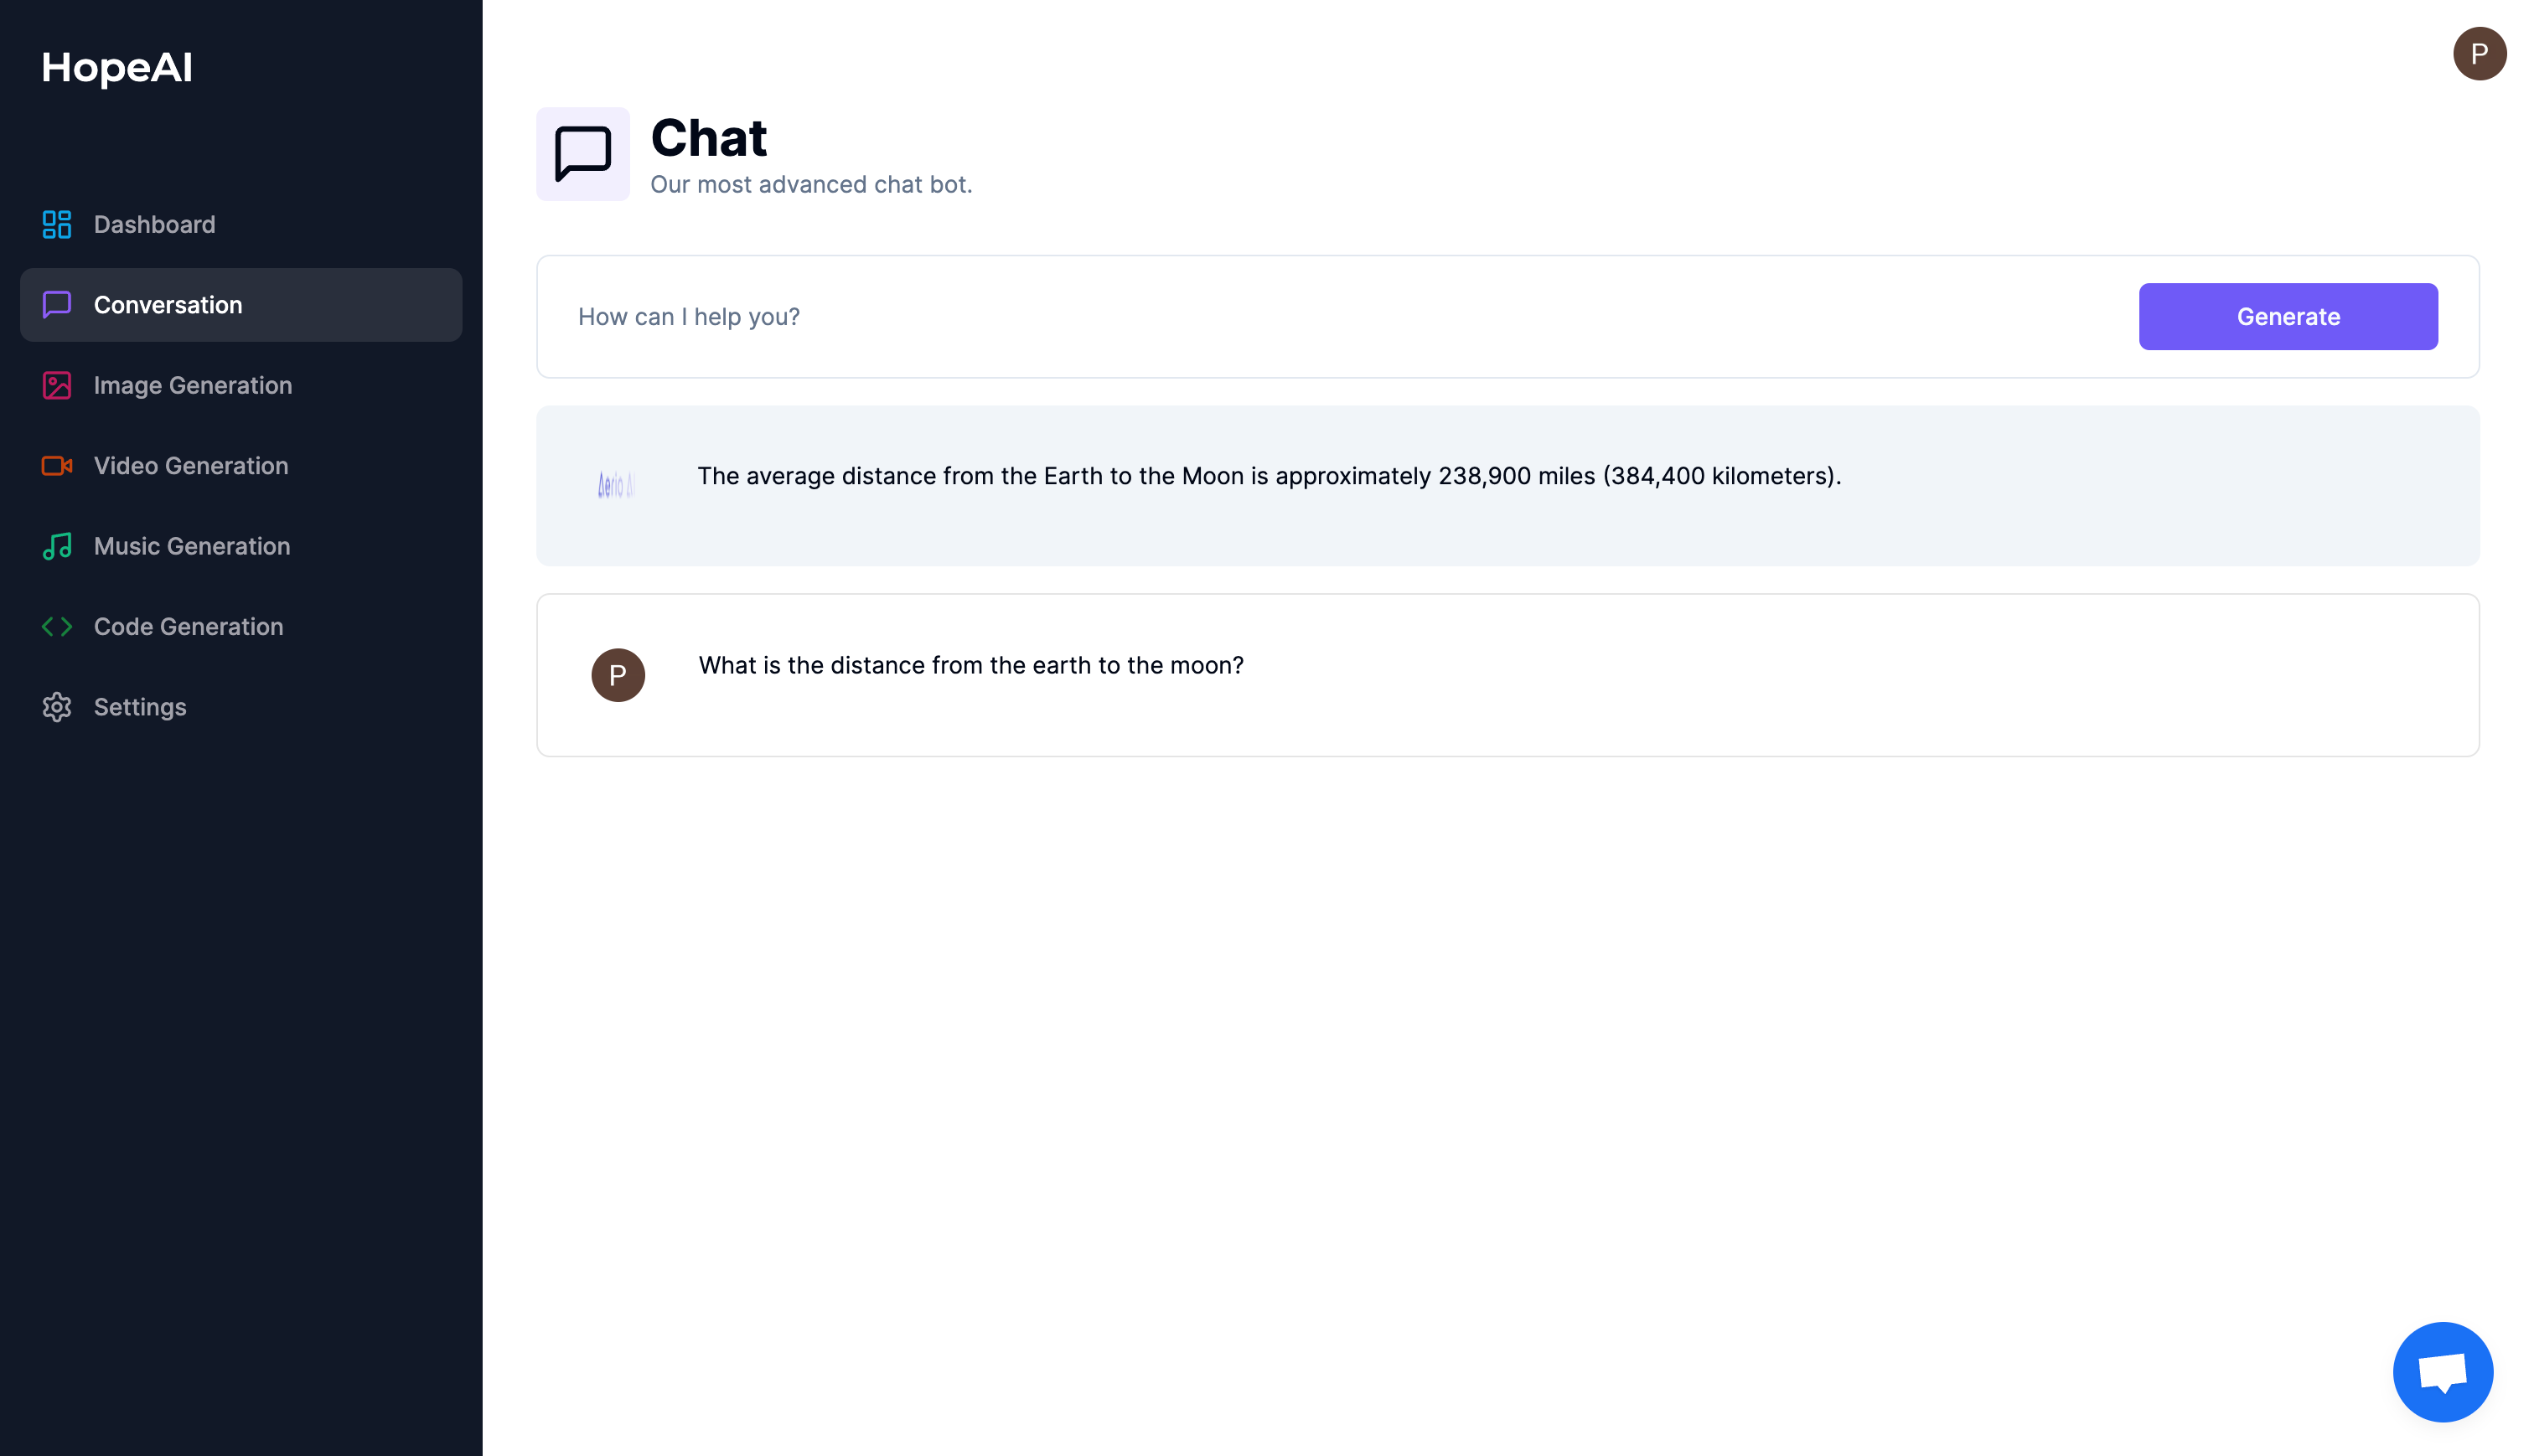 HopeAI
Dashboard
Conversation
Image Generation
Video Generation
Music Generation
Code Generation
Settings
P
Chat
Our most advanced chat bot.
How can I help you?
Generate
The average distance from the Earth to the Moon is approximately 238,900 miles (384,400 kilometers).
P
What is the distance from the earth to the moon?